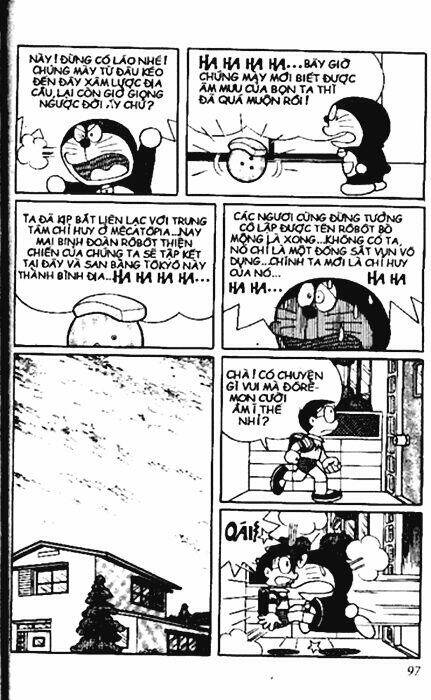 NÀY! ĐỪNG CÓ LÁO NHÉ!
CHÚNG MÀY TỪ ĐÂU KÉO
ĐẾN ĐÂY XÂM LƯỢC ĐỊA
CẦU, LẠI CÒN GIỞ GIỌNG
NGƯỢC ĐỜI ẤY CHỨ?
HA HA HA HA... BÂY GIỜ
CHÚNG MÀY MỚI BIẾT ĐƯỢC
ÂM MƯU CỦA BỌN TA THÌ
ĐÃ QUÁ MUỘN RỒI!
TA ĐÃ KỊP BẮT LIÊN LẠC VỚI TRUNG
TÂM CHỈ HUY Ở MÊCATÔPIA...NAY
MAI BINH ĐOÀN RÔBÔT THIỆN
CHIẾN CỦA CHÚNG TA SẼ TẬP KẾT
TẠI ĐÂY VÀ SAN BẰNG TÔKYÔ NÀY
THÀNH BÌNH ĐỊA... HA HA HA HA...
CÁC NGƯƠI CŨNG ĐỪNG TƯỞNG
CÔ LẬP ĐƯỢC TÊN RÔBÔT BÒ
MỘNG LÀ XONG...KHÔNG CÓ TA,
NÓ CHỈ LÀ MỘT ĐỐNG SẮT VỤN VÔ
DỤNG...CHÍNH TA MỚI LÀ CHỈ HUY
CỦA NÓ... HA HA
HA HA... HA HA
CHÀ! CÓ CHUYỆN
GÌ VUI MÀ ĐÔRÊ-
MON CƯỜI
ẦM Ĩ THẾ
NHỈ?
OÁI!
97